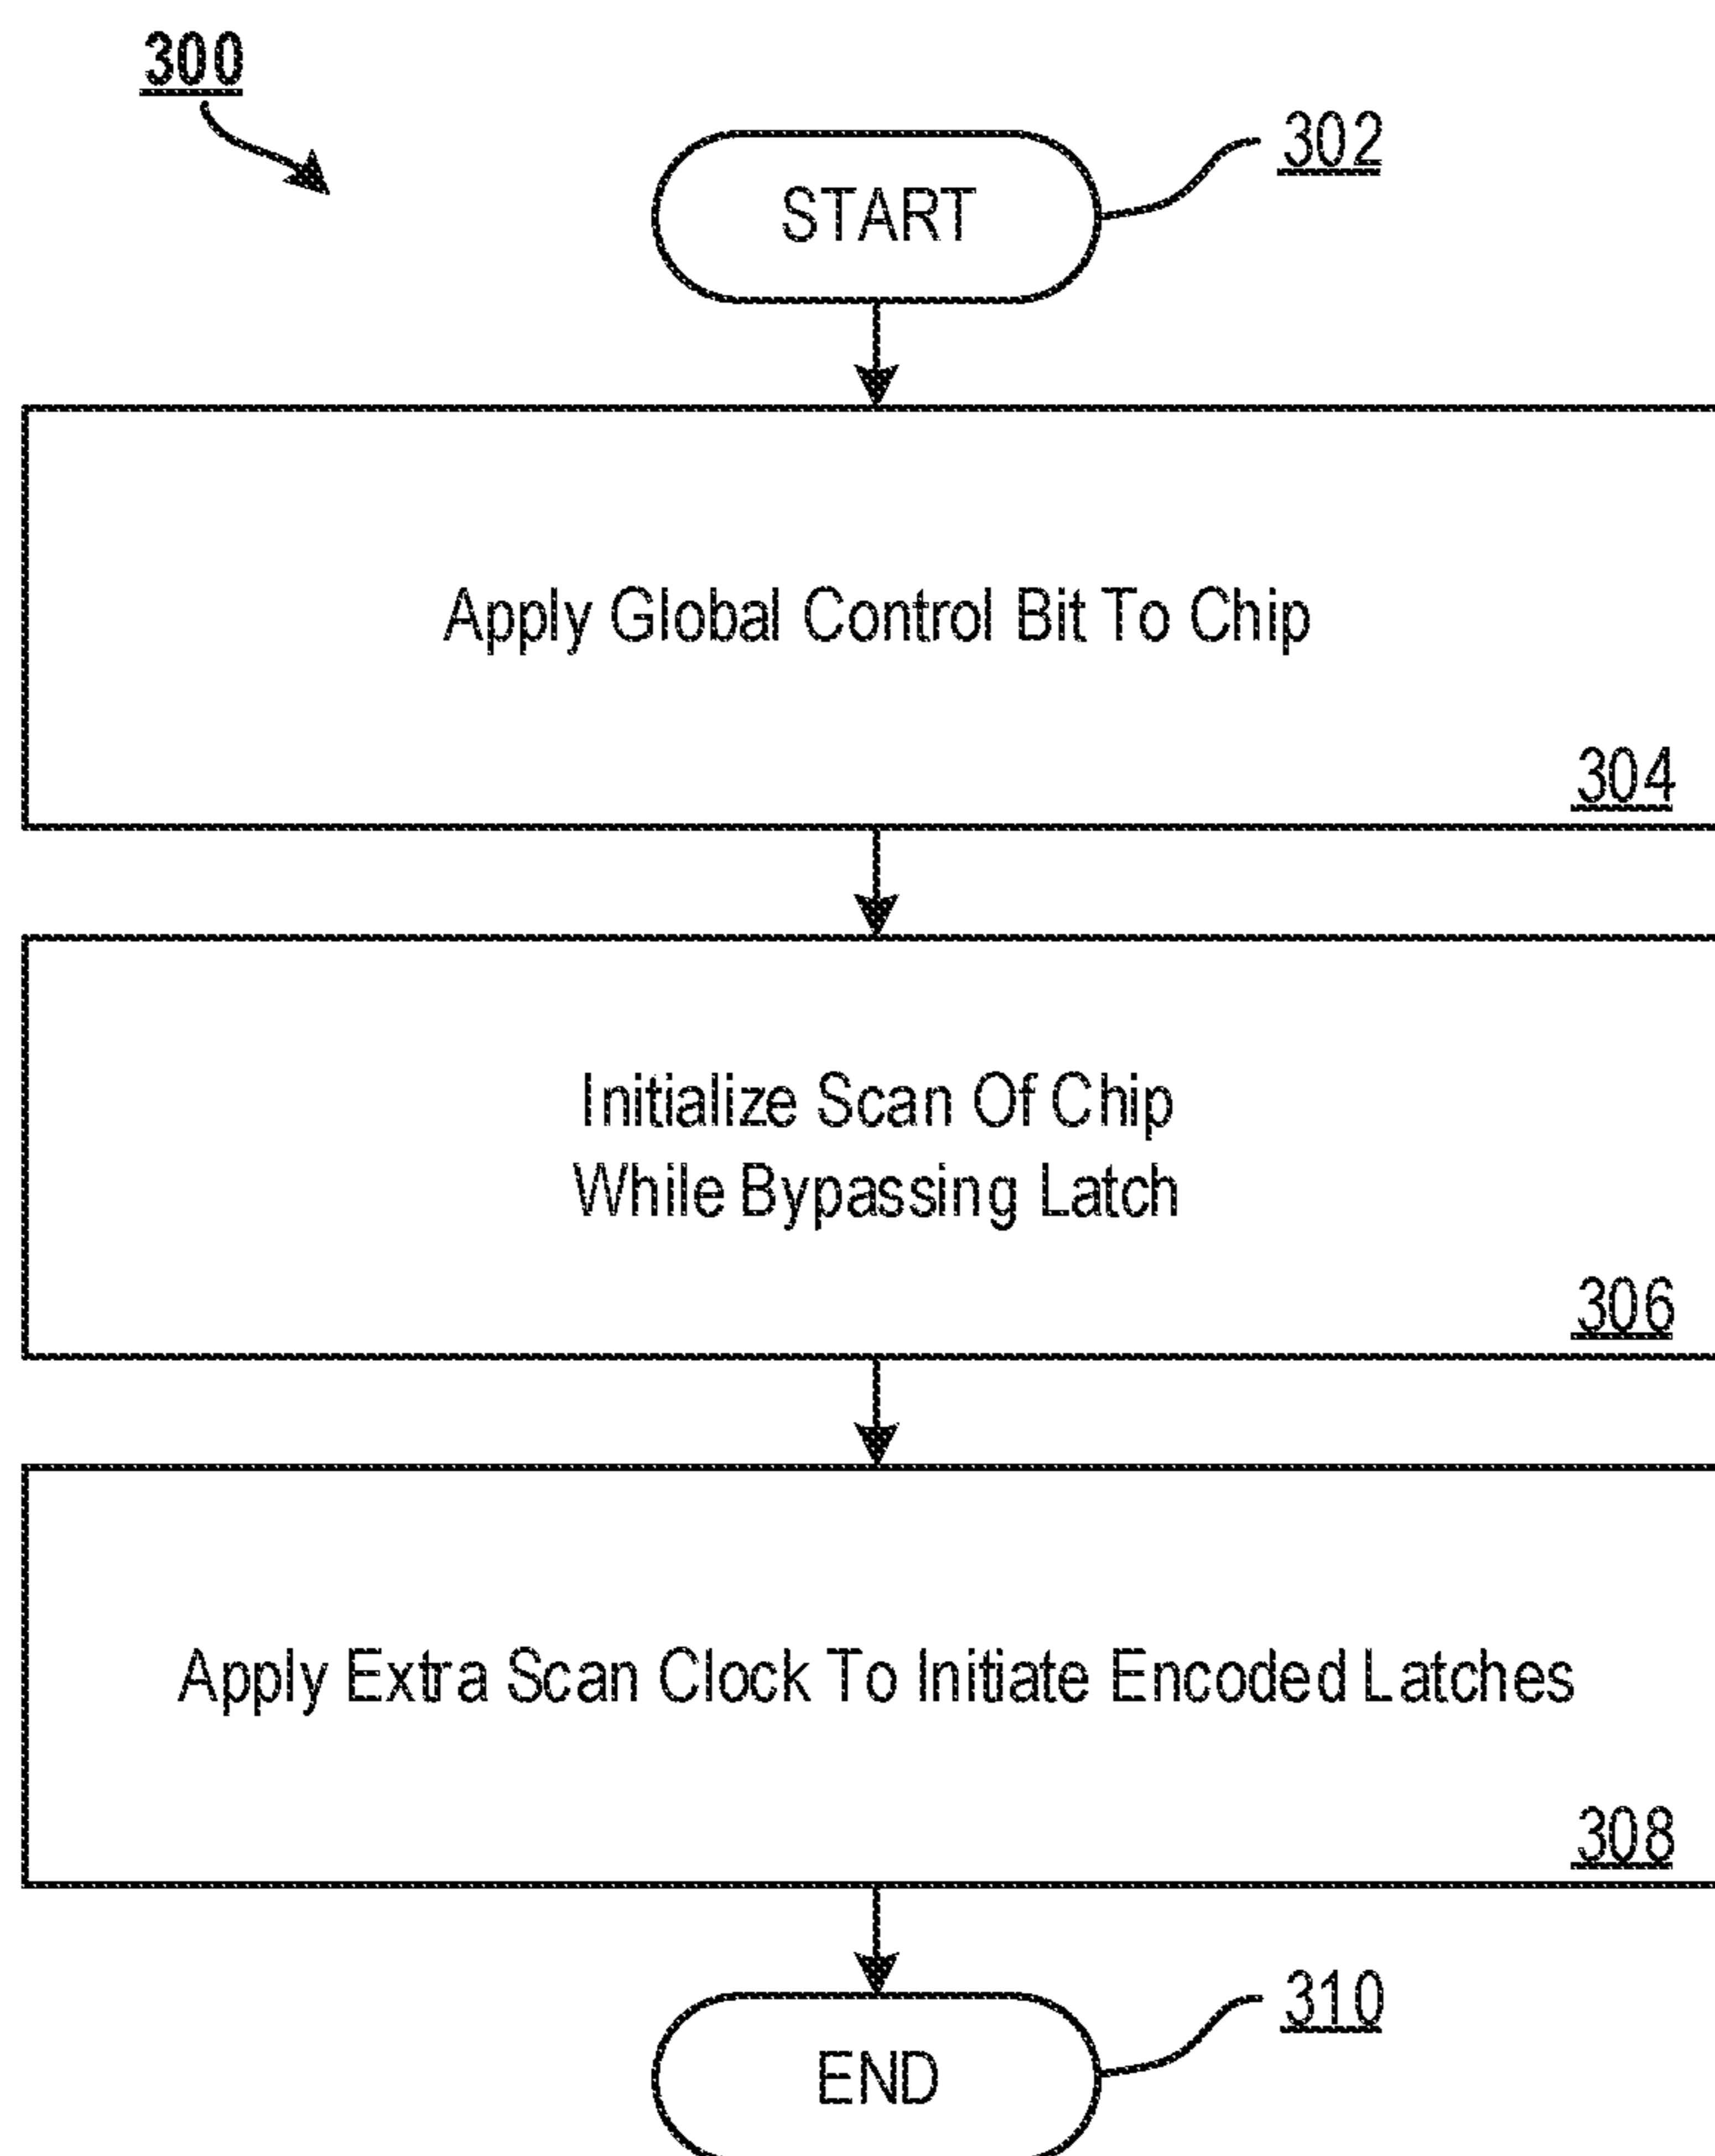 300
302
START
Apply Global Control Bit To Chip
304
Initialize Scan Of Chip
While Bypassing Latch
306
Apply Extra Scan Clock To Initiate Encoded Latches
308
310
END